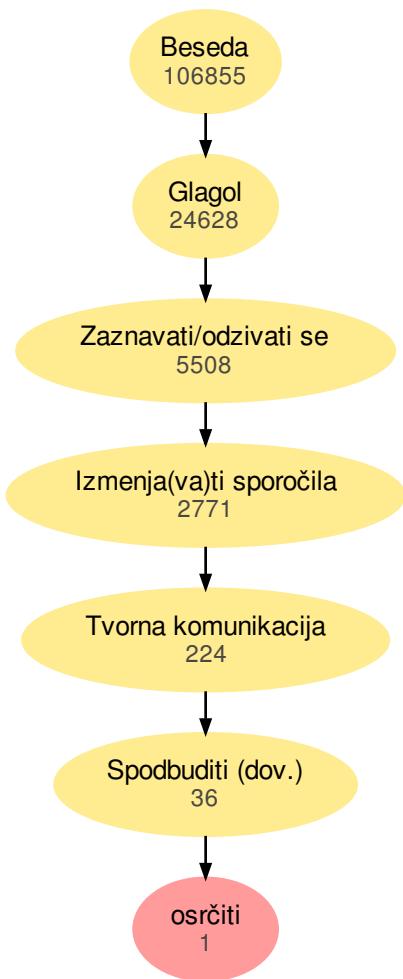 Beseda
106855
Glagol
24628
Zaznavati/odzivati se
5508
Izmenja(va)ti sporočila
2771
Tvorna komunikacija
224
Spodbuditi (dov.)
36
osrčiti
1